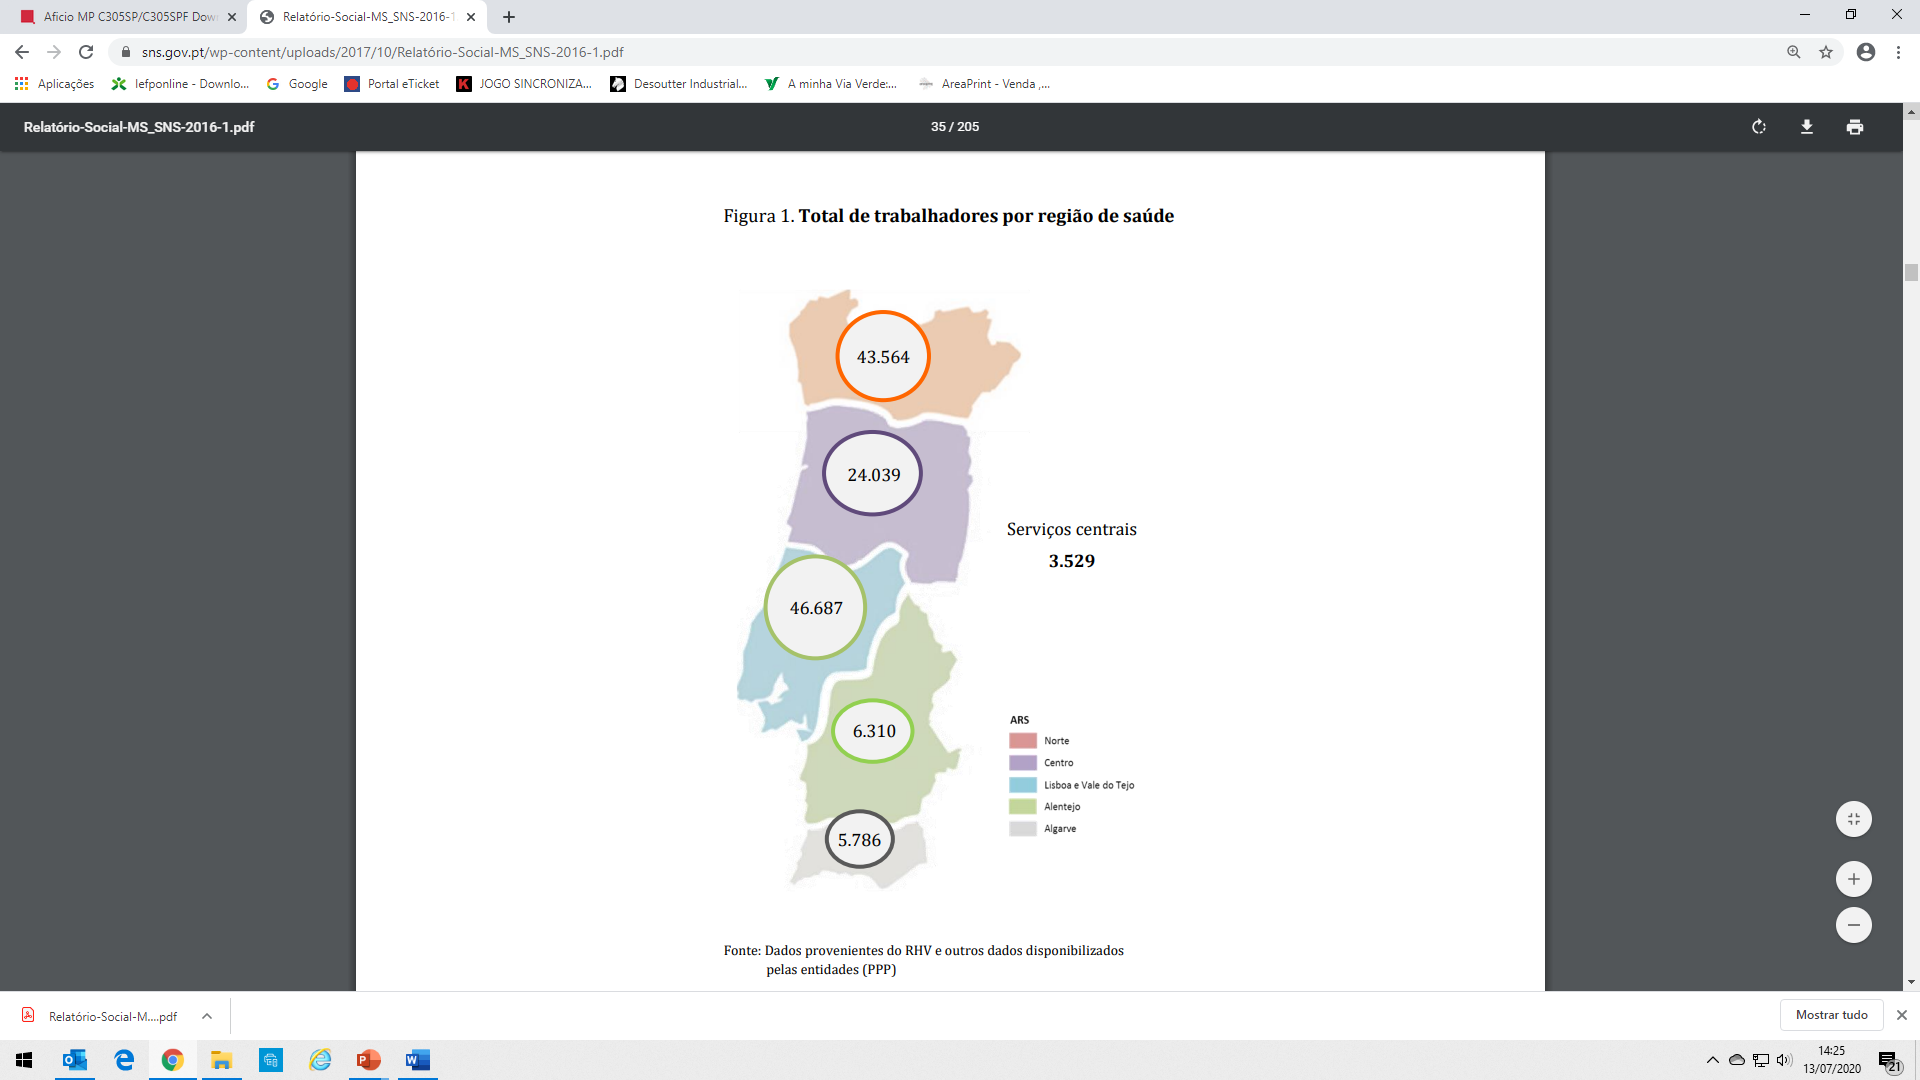 Aficio MP C305SP/C305SPF Dow
Relatório-Social-MS_SNS-2016-1
sns.gov.pt/wp-content/uploads/2017/10/Relatório-Social-MS_SNS-2016-1.pdf
Aplicações
Iefponline - Downlo...
Google
Portal eTicket
K
JOGO SINCRONIZA...
Desoutter Industrial...
A minha Via Verde:...
AreaPrint - Venda ,...
Relatório-Social-MS_SNS-2016-1.pdf
35 / 205
Figura 1. Total de trabalhadores por região de saúde
43.564
24.039
Serviços centrais
3.529
46.687
6.310
5.786
ARS
Norte
Centro
Lisboa e Vale do Tejo
Alentejo
Algarve
Fonte: Dados provenientes do RHV e outros dados disponibilizados
pelas entidades (PPP)
Relatório-Social-M....pdf
Mostrar tudo
14:25
13/07/2020
21